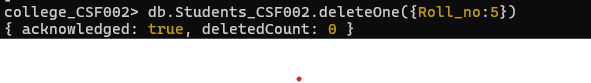 college_CSF002> db.Students_CSF002.deleteOne({Roll_no:5})
{ acknowledged: true, deletedCount: 0 }